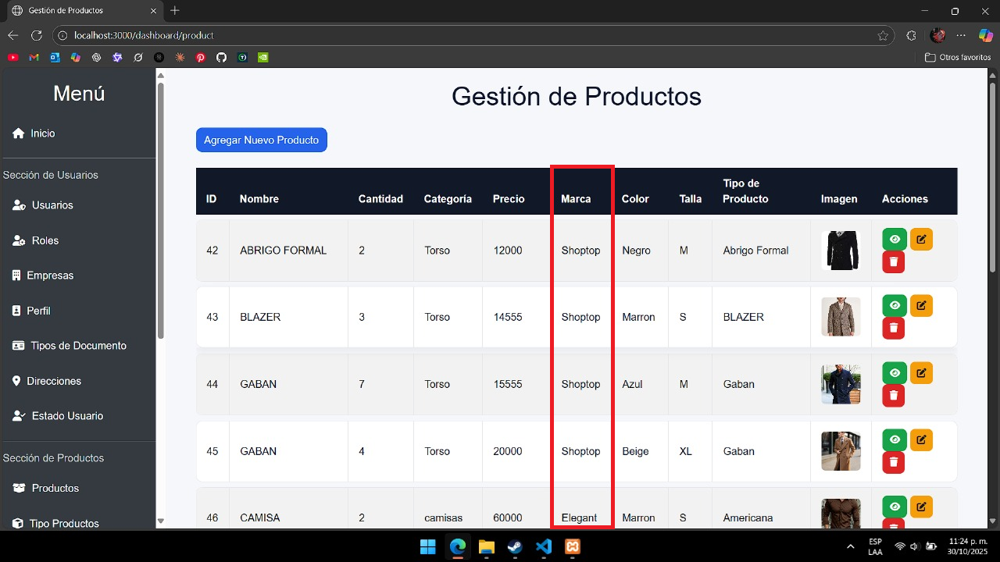 Gestión de Productos
localhost:3000/dashboard/product
Otros favoritos
Menú
Inicio
Sección de Usuarios
Usuarios
Roles
Empresas
Perfil
Tipos de Documento
Direcciones
Estado Usuario
Sección de Productos
Productos
Tipo Productos
Gestión de Productos
Agregar Nuevo Producto
ID Nombre Cantidad Categoría Precio Marca Color Talla Tipo de Producto Imagen Acciones
42 ABRIGO FORMAL 2 Torso 12000 Shoptop Negro M Abrigo Formal
43 BLAZER 3 Torso 14555 Shoptop Marron S BLAZER
44 GABAN 7 Torso 15555 Shoptop Azul M Gaban
45 GABAN 4 Torso 20000 Shoptop Beige XL Gaban
46 CAMISA 2 camisas 60000 Elegant Marron S Americana
ESP
LAA
11:24 p. m.
30/10/2025